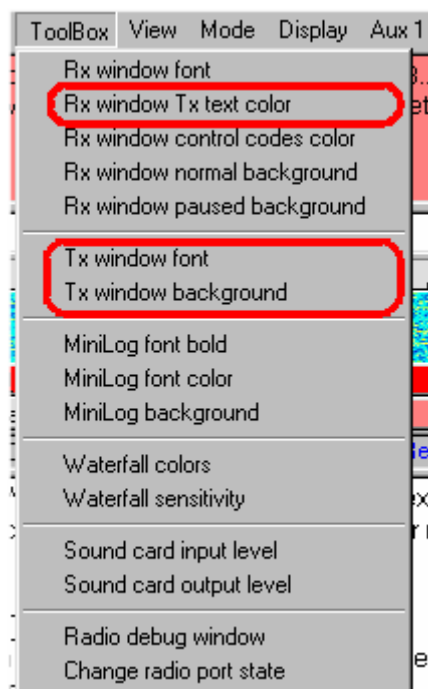 ToolBox View Mode Display Aux 1
Rx window font
Rx window Tx text color
Rx window control codes color
Rx window normal background
Rx window paused background
Tx window font
Tx window background
MiniLog font bold
MiniLog font color
MiniLog background
Waterfall colors
Waterfall sensitivity
Sound card input level
Sound card output level
Radio debug window
Change radio port state